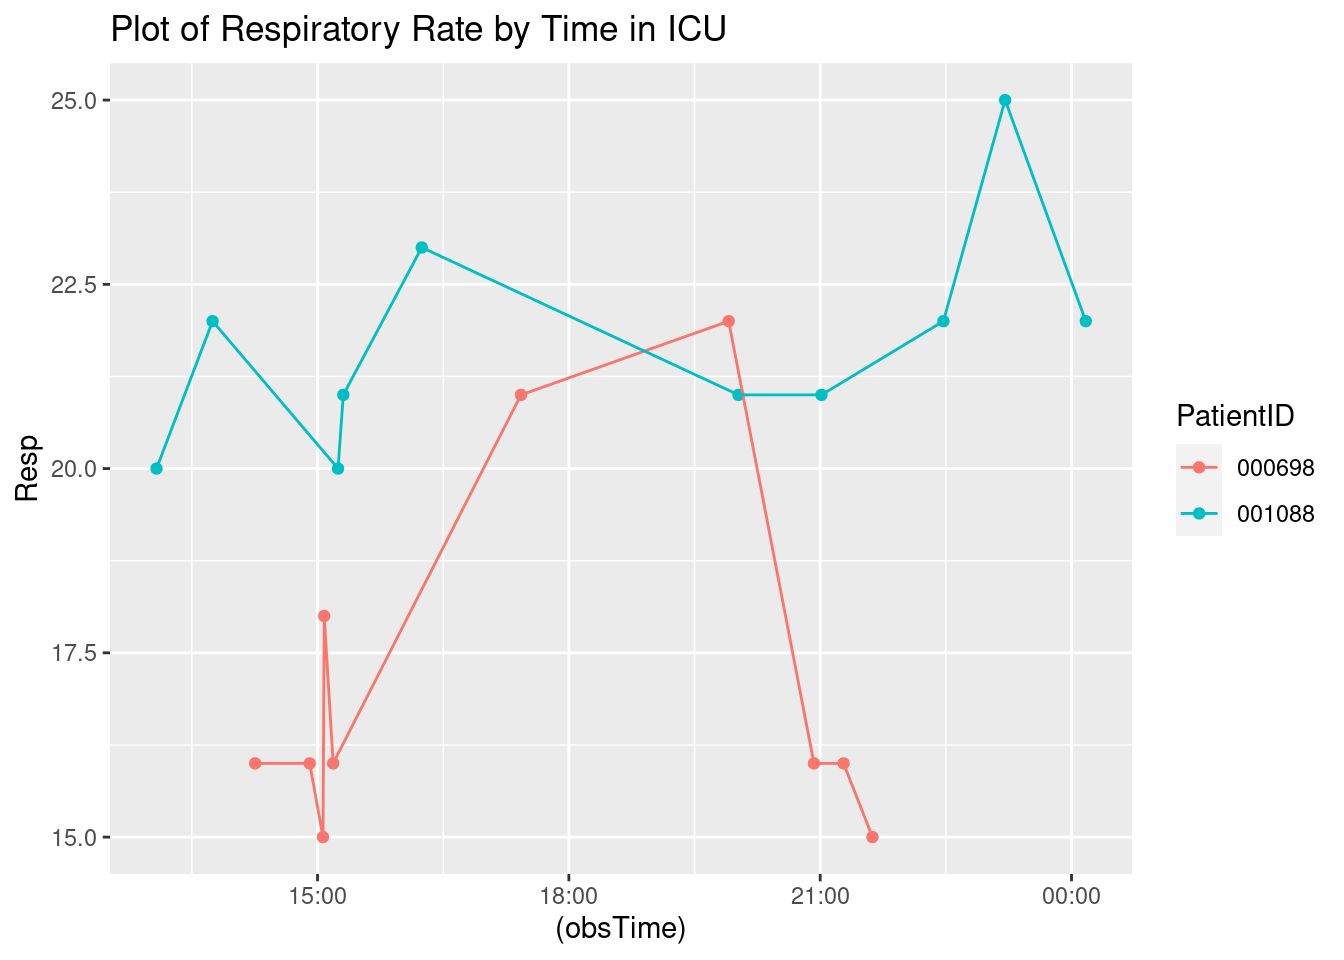 Plot of Respiratory Rate by Time in ICU
25.0
22.5
20.0
17.5
15.0
Resp
15:00 18:00 21:00 00:00
(obsTime)
PatientID
000698
001088